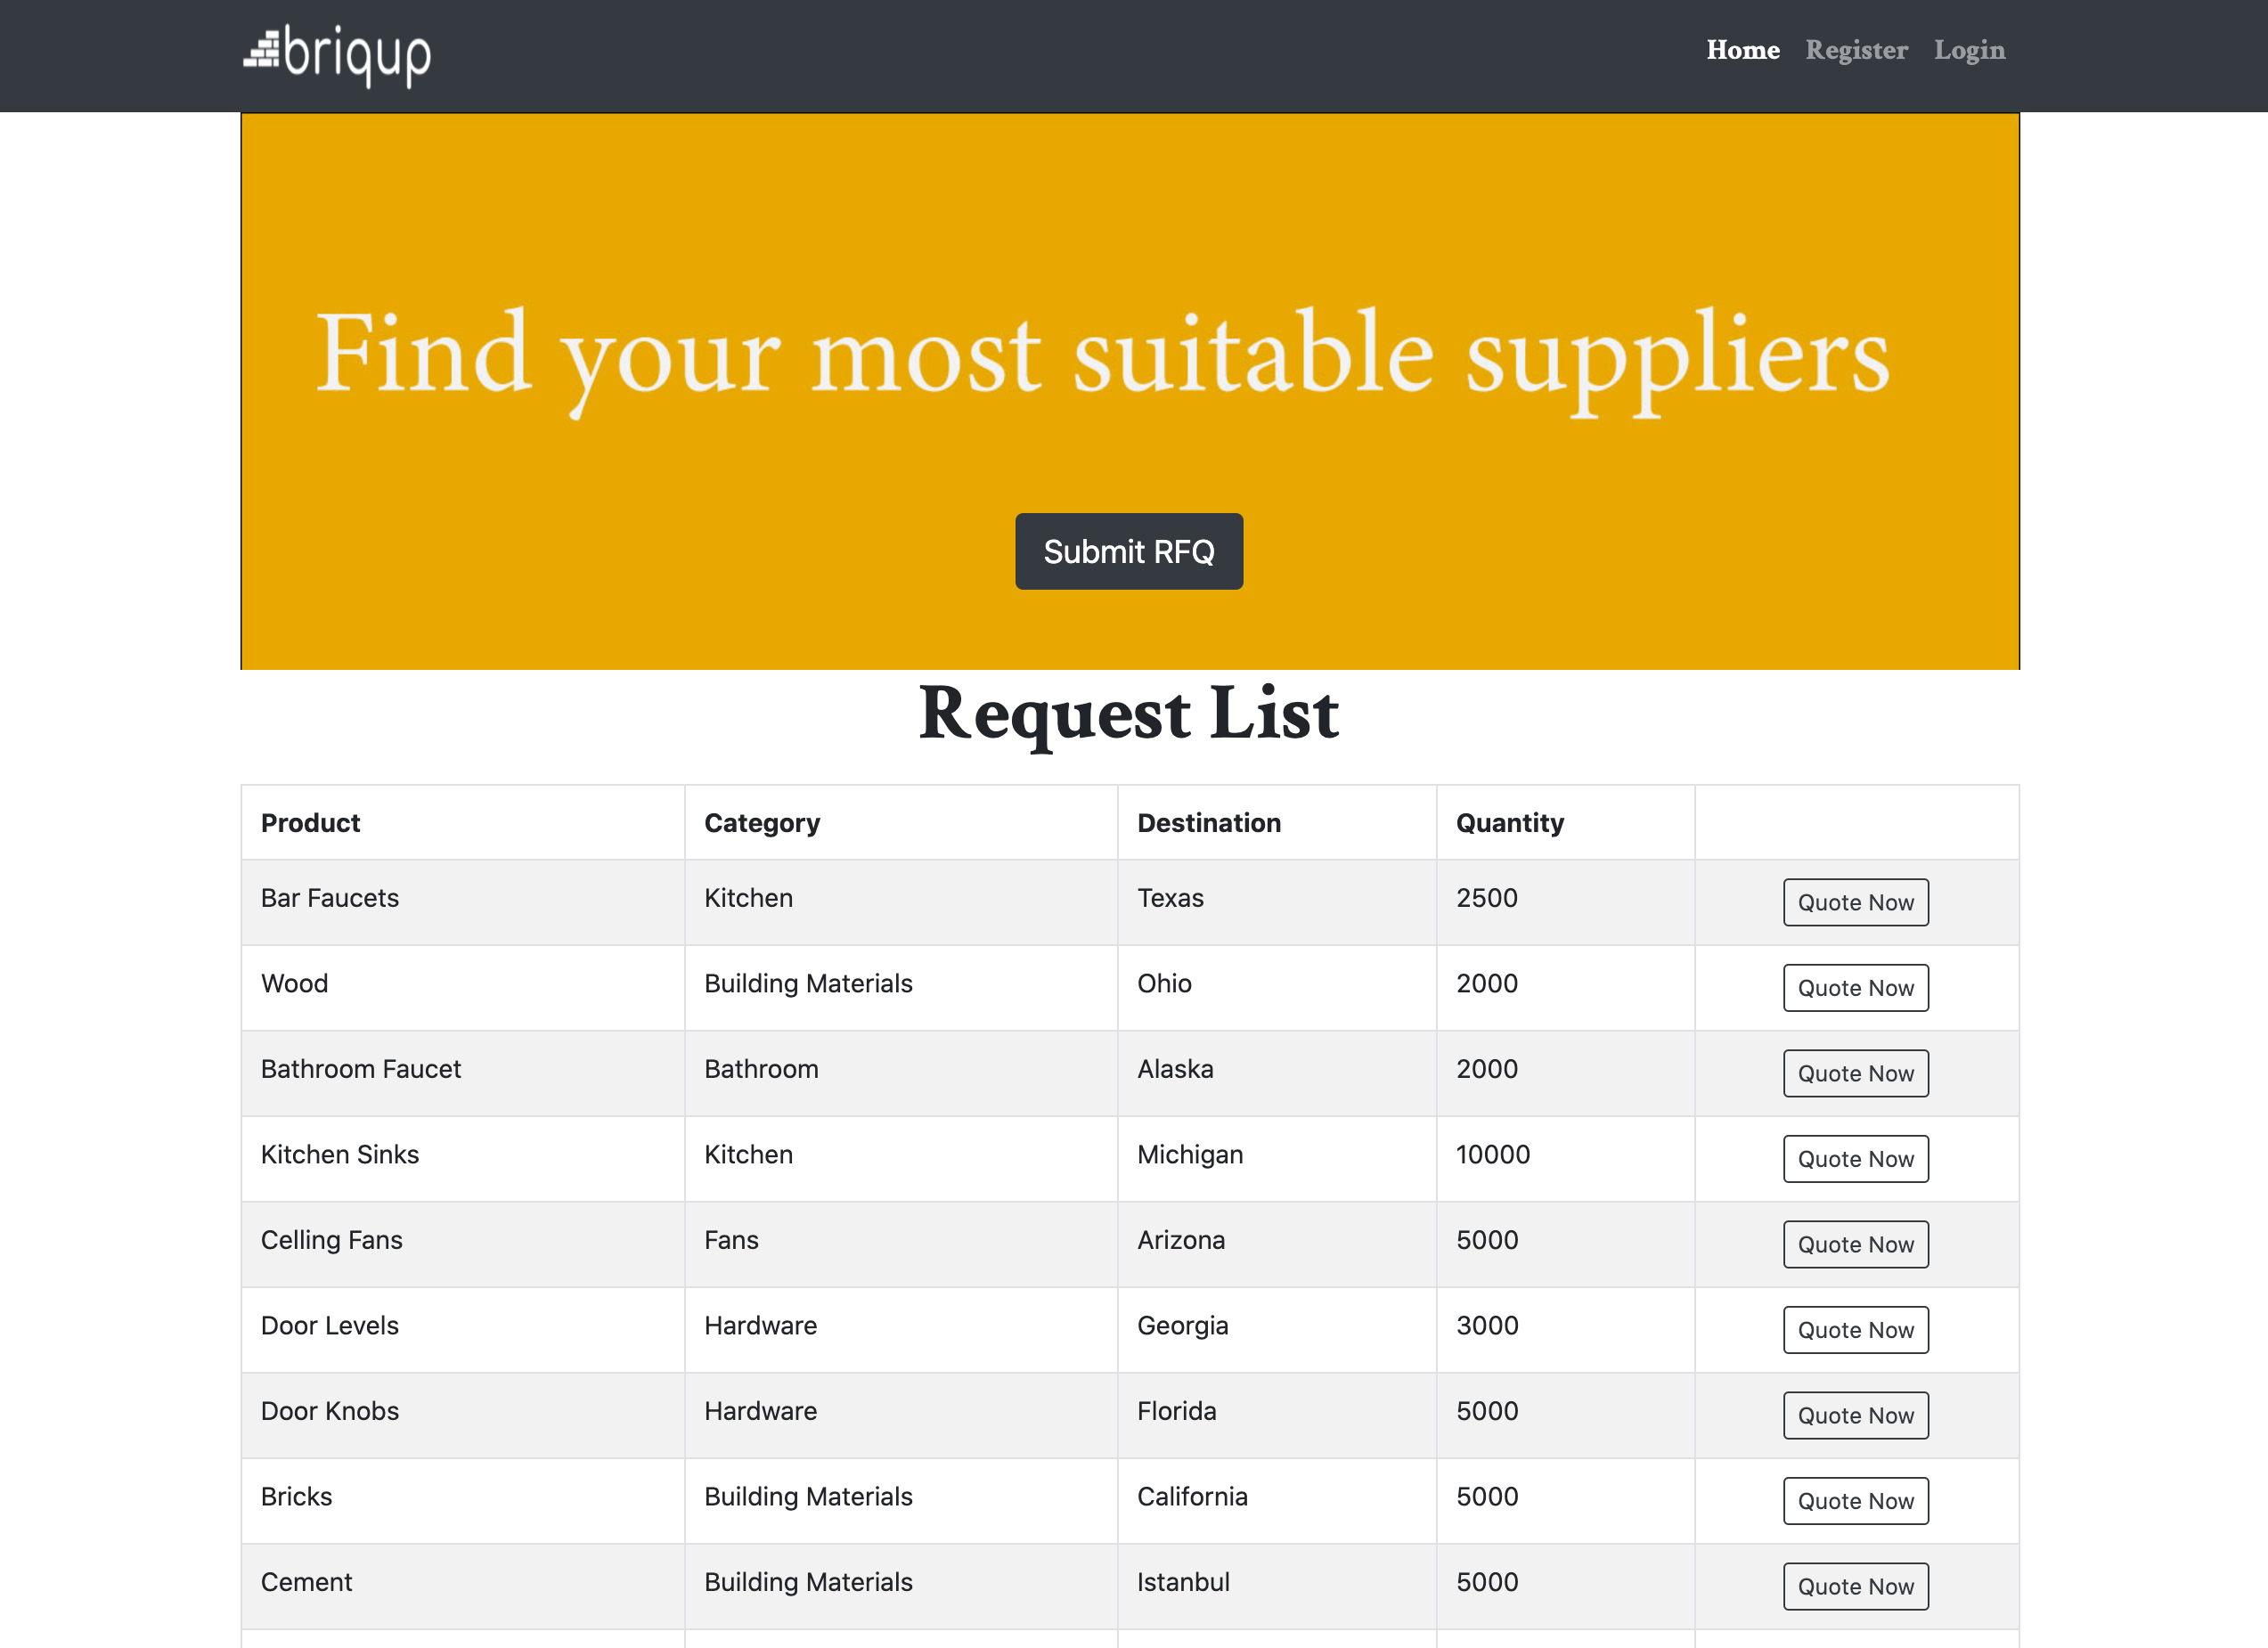 briqup
Home Register Login
Find your most suitable suppliers
Submit RFQ
Request List
Product Category Destination Quantity
Bar Faucets Kitchen Texas 2500 Quote Now
Wood Building Materials Ohio 2000 Quote Now
Bathroom Faucet Bathroom Alaska 2000 Quote Now
Kitchen Sinks Kitchen Michigan 10000 Quote Now
Celling Fans Fans Arizona 5000 Quote Now
Door Levels Hardware Georgia 3000 Quote Now
Door Knobs Hardware Florida 5000 Quote Now
Bricks Building Materials California 5000 Quote Now
Cement Building Materials Istanbul 5000 Quote Now